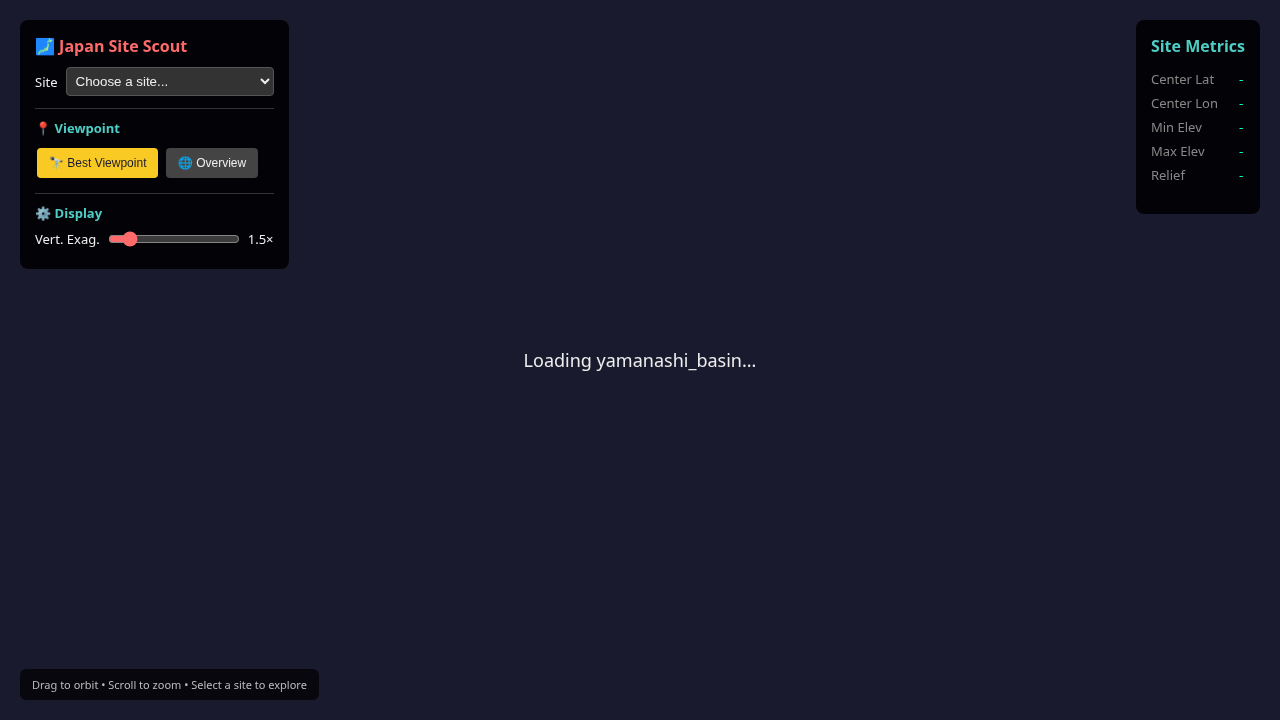 🗾 Japan Site Scout
Site Choose a site...
📍 Viewpoint
🔭 Best Viewpoint 🌐 Overview
⚙️ Display
Vert. Exag. 1.5×
Site Metrics
Center Lat -
Center Lon -
Min Elev -
Max Elev -
Relief -
Loading yamanashi_basin...
Drag to orbit • Scroll to zoom • Select a site to explore